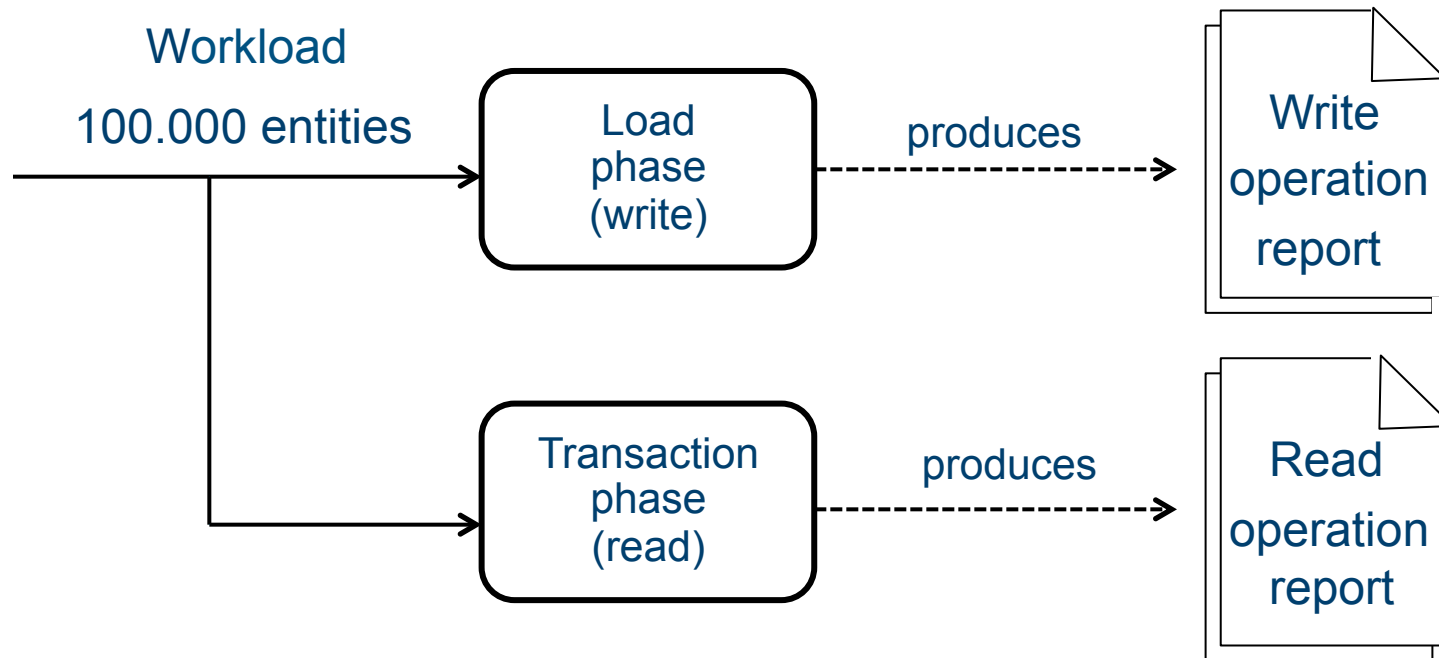 Workload
100.000 entities
Load
phase
(write)
produces
Write
operation
report
Transaction
phase
(read)
produces
Read
operation
report